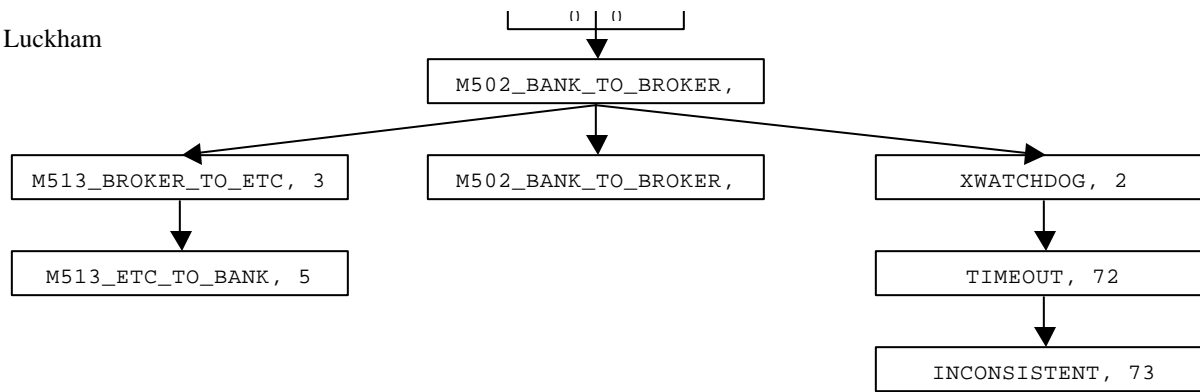 Luckham
M502_BANK_TO_BROKER,
M513_BROKER_TO_ETC, 3
M502_BANK_TO_BROKER,
XWATCHDOG, 2
M513_ETC_TO_BANK, 5
TIMEOUT, 72
INCONSISTENT, 73